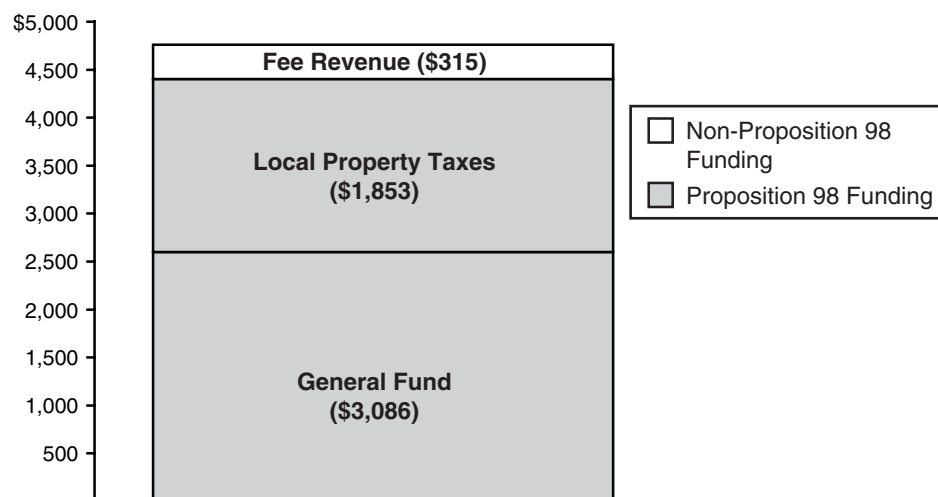 $5,000
4,500
4,000
3,500
3,000
2,500
2,000
1,500
1,000
500
Fee Revenue ($315)
Local Property Taxes
($1,853)
General Fund
($3,086)
Non-Proposition 98
Funding
Proposition 98 Funding